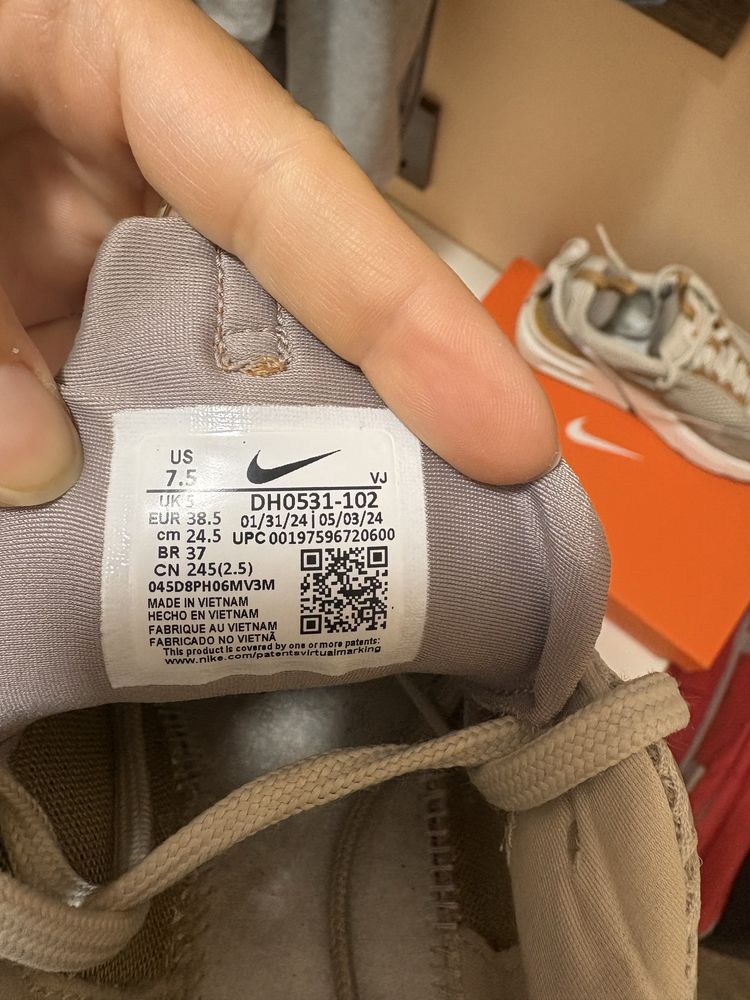 US
7.5
VJ
UK 5
DH0531-102
EUR 38.5
01/31/24 | 05/03/24
cm 24.5
UPC 00197596720600
BR 37
CN 245(2.5)
045D8PH06MV3M
MADE IN VIETNAM
HECHO EN VIETNAM
FABRIQUE AU VIETNAM
FABRICADO NO VIETNÃ
This product is covered by one or more patents:
www.nike.com/patentsvirtualmarking